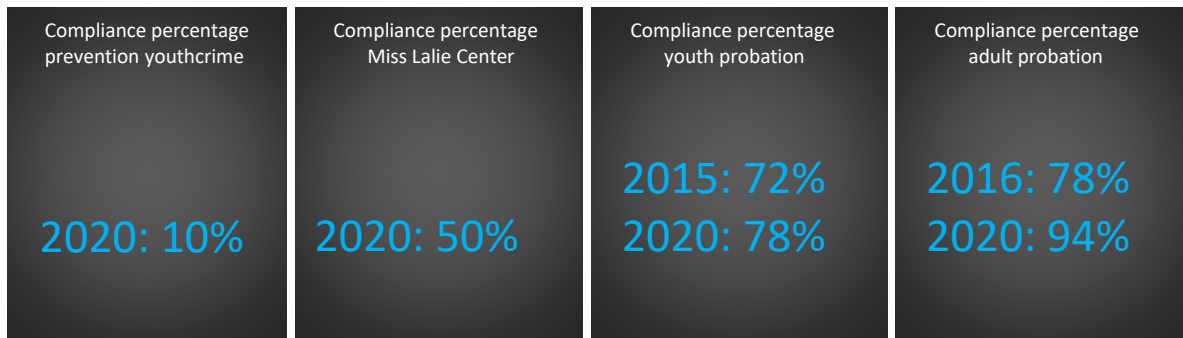 Compliance percentage
prevention youthcrime
2020: 10%
Compliance percentage
Miss Lalie Center
2020: 50%
Compliance percentage
youth probation
2015: 72%
2020: 78%
Compliance percentage
adult probation
2016: 78%
2020: 94%